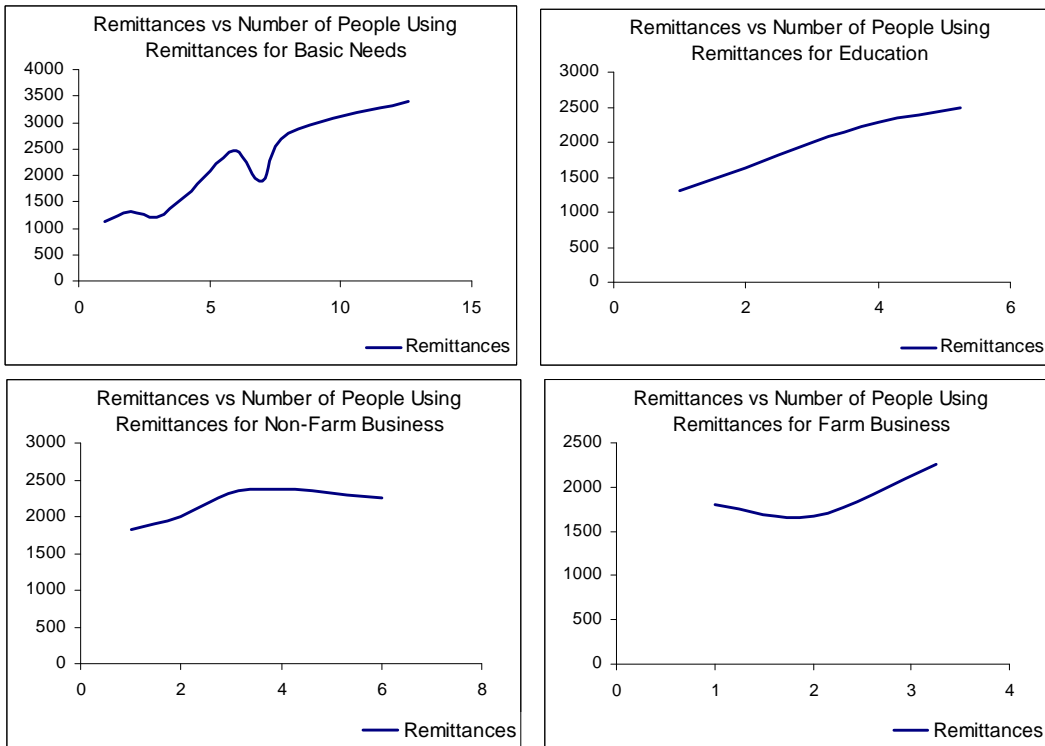 Remittances vs Number of People Using
Remittances for Basic Needs
4000
3500
3000
2500
2000
1500
1000
500
0
0 5 10 15
Remittances
Remittances vs Number of People Using
Remittances for Education
3000
2500
2000
1500
1000
500
0
0 2 4 6
Remittances
Remittances vs Number of People Using
Remittances for Non-Farm Business
3000
2500
2000
1500
1000
500
0
0 2 4 6 8
Remittances
Remittances vs Number of People Using
Remittances for Farm Business
2500
2000
1500
1000
500
0
0 1 2 3 4
Remittances